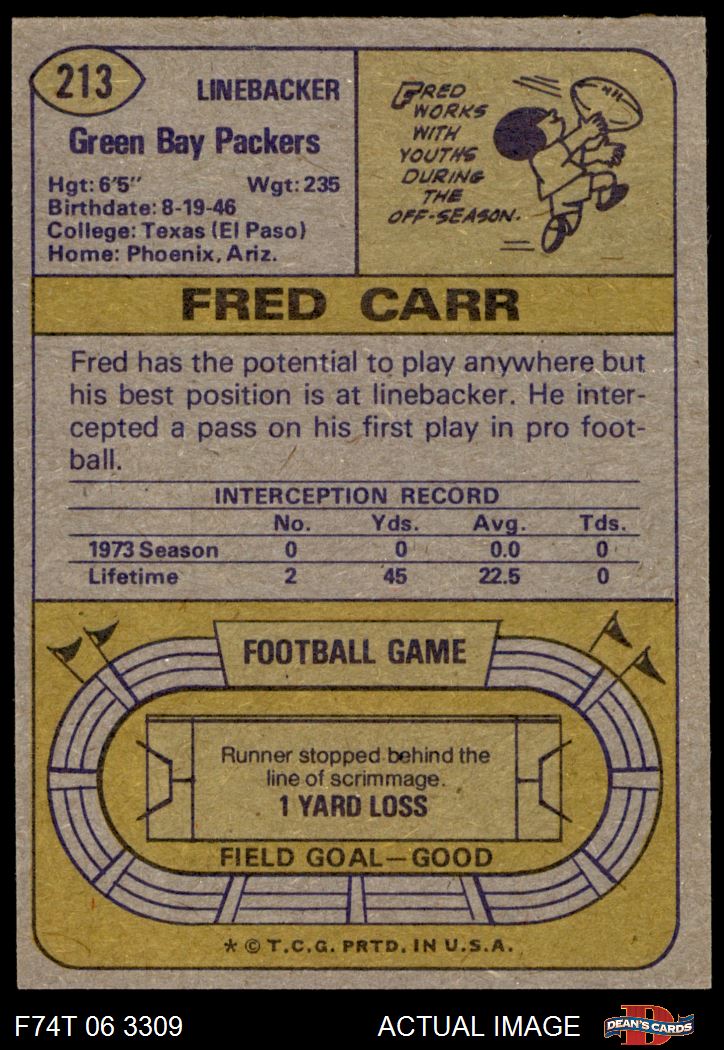 213
LINEBACKER
Green Bay Packers
Hgt: 6'5" Wgt: 235
Birthdate: 8-19-46
College: Texas (El Paso)
Home: Phoenix, Ariz.
FRED
WORKS
WITH
YOUTHS
DURING
THE
OFF-SEASON.
FRED CARR
Fred has the potential to play anywhere but
his best position is at linebacker. He inter-
cepted a pass on his first play in pro foot-
ball.
INTERCEPTION RECORD
No. Yds. Avg. Tds.
1973 Season 0 0 0.0 0
Lifetime 2 45 22.5 0
FOOTBALL GAME
Runner stopped behind the
line of scrimmage.
1 YARD LOSS
FIELD GOAL—GOOD
* © T.C.G. PRTD. IN U.S.A.
F74T 06 3309 ACTUAL IMAGE D DEAN'S CARDS